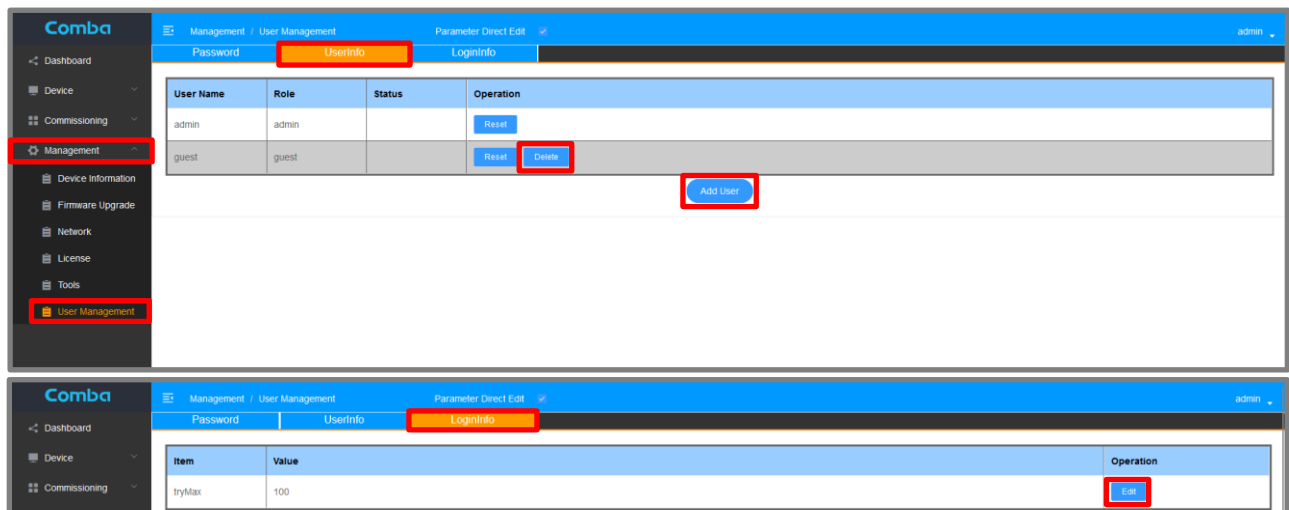 Comba
Management / User Management Parameter Direct Edit admin
Password UserInfo LoginInfo
Dashboard
Device
Commissioning
Management
Device Information
Firmware Upgrade
Network
License
Tools
User Management
User Name Role Status Operation
admin admin Reset
guest guest Reset Delete
Add User
Comba
Management / User Management Parameter Direct Edit admin
Password UserInfo LoginInfo
Dashboard
Device
Commissioning
Item Value Operation
tryMax 100 Edit